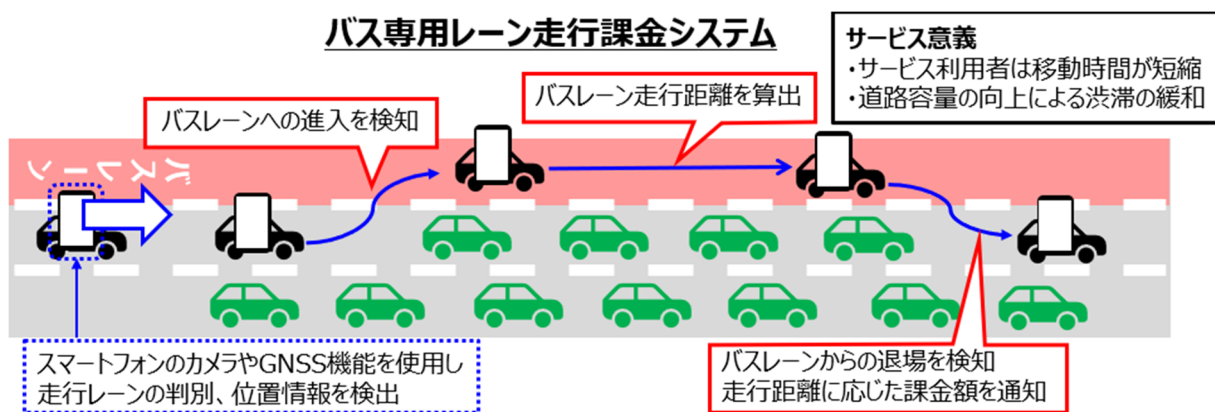 バス専用レーン走行課金システム
サービス意義
・サービス利用者は移動時間が短縮
・道路容量の向上による渋滞の緩和
バスレーンへの進入を検知
バスレーン走行距離を算出
バスレーン
スマートフォンのカメラやGNSS機能を使用し
走行レーンの判別、位置情報を検出
バスレーンからの退場を検知
走行距離に応じた課金額を通知